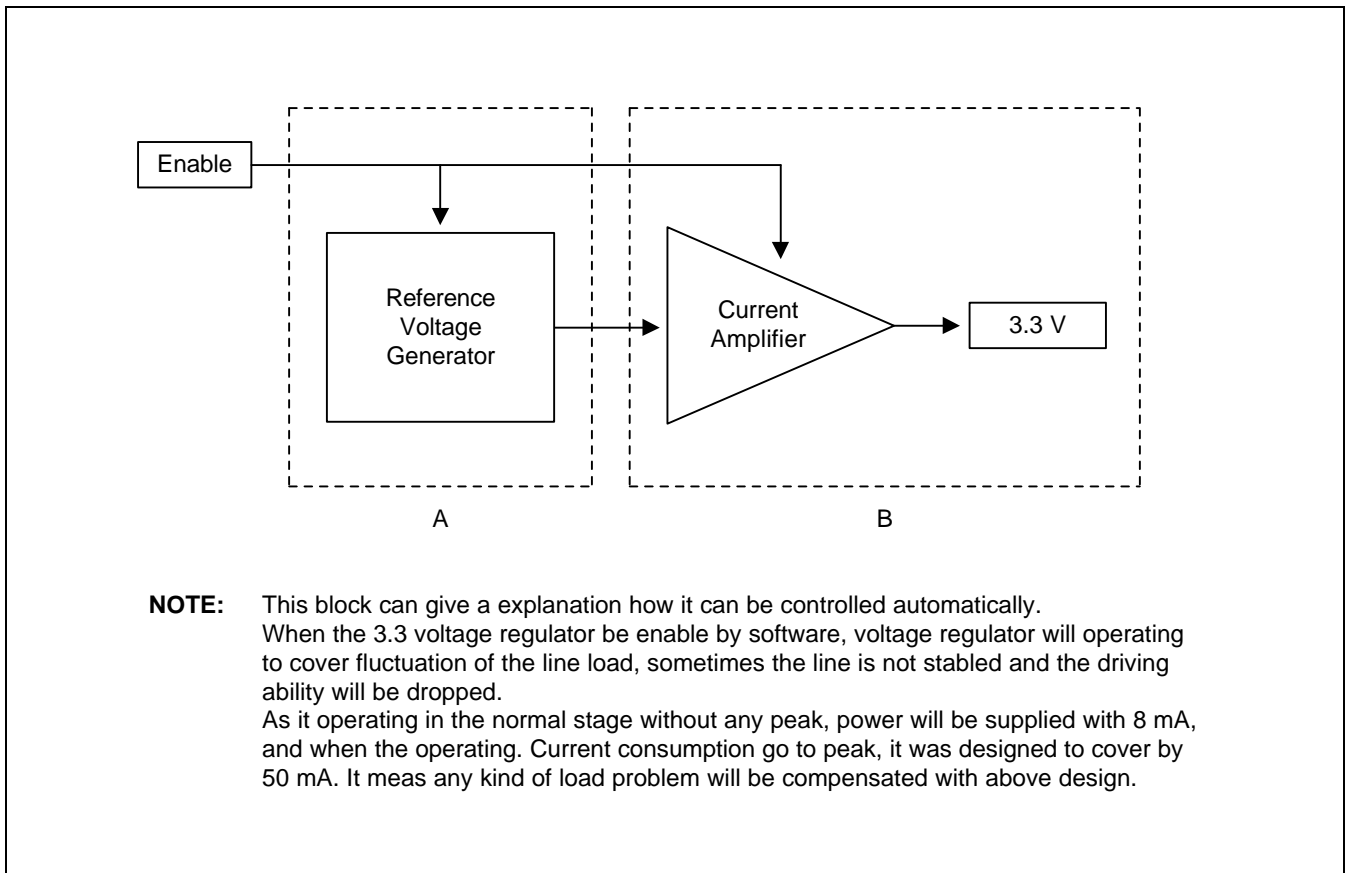 Enable
Reference
Voltage
Generator
Current
Amplifier
3.3 V
A
B
NOTE: This block can give a explanation how it can be controlled automatically.
When the 3.3 voltage regulator be enable by software, voltage regulator will operating
to cover fluctuation of the line load, sometimes the line is not stabled and the driving
ability will be dropped.
As it operating in the normal stage without any peak, power will be supplied with 8 mA,
and when the operating. Current consumption go to peak, it was designed to cover by
50 mA. It meas any kind of load problem will be compensated with above design.